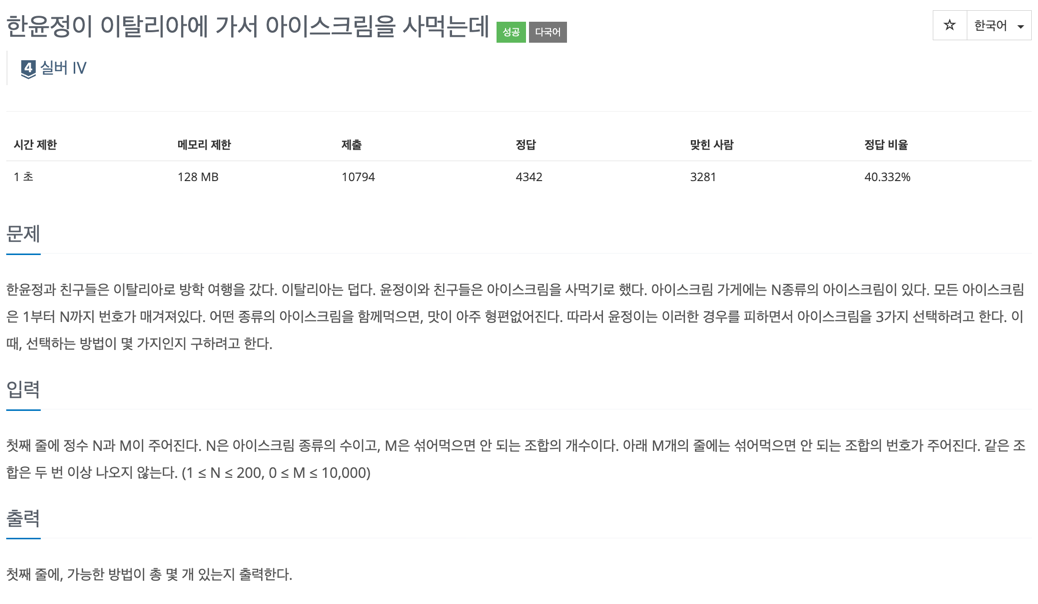 한윤정이 이탈리아에 가서 아이스크림을 사먹는데 성공 다국어
☆ 한국어
4 실버 IV
시간 제한 메모리 제한 제출 정답 맞힌 사람 정답 비율
1 초 128 MB 10794 4342 3281 40.332%
문제
한윤정과 친구들은 이탈리아로 방학 여행을 갔다. 이탈리아는 덥다. 윤정이와 친구들은 아이스크림을 사먹기로 했다. 아이스크림 가게에는 N종류의 아이스크림이 있다. 모든 아이스크림
은 1부터 N까지 번호가 매겨져있다. 어떤 종류의 아이스크림을 함께먹으면, 맛이 아주 형편없어진다. 따라서 윤정이는 이러한 경우를 피하면서 아이스크림을 3가지 선택하려고 한다. 이
때, 선택하는 방법이 몇 가지인지 구하려고 한다.
입력
첫째 줄에 정수 N과 M이 주어진다. N은 아이스크림 종류의 수이고, M은 섞어먹으면 안 되는 조합의 개수이다. 아래 M개의 줄에는 섞어먹으면 안 되는 조합의 번호가 주어진다. 같은 조
합은 두 번 이상 나오지 않는다. (1 ≤ N ≤ 200, 0 ≤ M ≤ 10,000)
출력
첫째 줄에, 가능한 방법이 총 몇 개 있는지 출력한다.